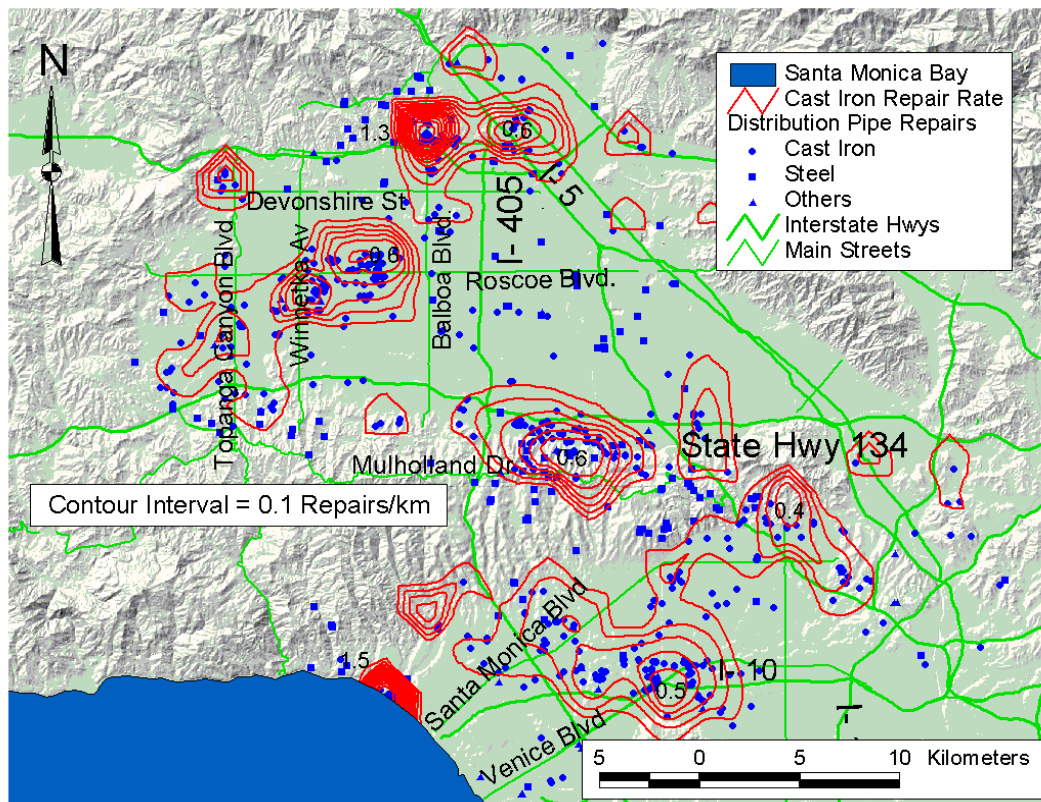 N
Santa Monica Bay
Cast Iron Repair Rate
Distribution Pipe Repairs
Cast Iron
Steel
Others
Interstate Hwys
Main Streets
1.3
0.6
I- 5
I- 405
Devonshire St
Topanga Canyon Blvd
Winnetka Av
0.6
Balboa Blvd.
Roscoe Blvd.
State Hwy 134
Mulholland Dr.
0.6
Contour Interval = 0.1 Repairs/km
0.4
1.5
Santa Monica Blvd
I- 10
0.5
Venice Blvd
5 0 5 10 Kilometers